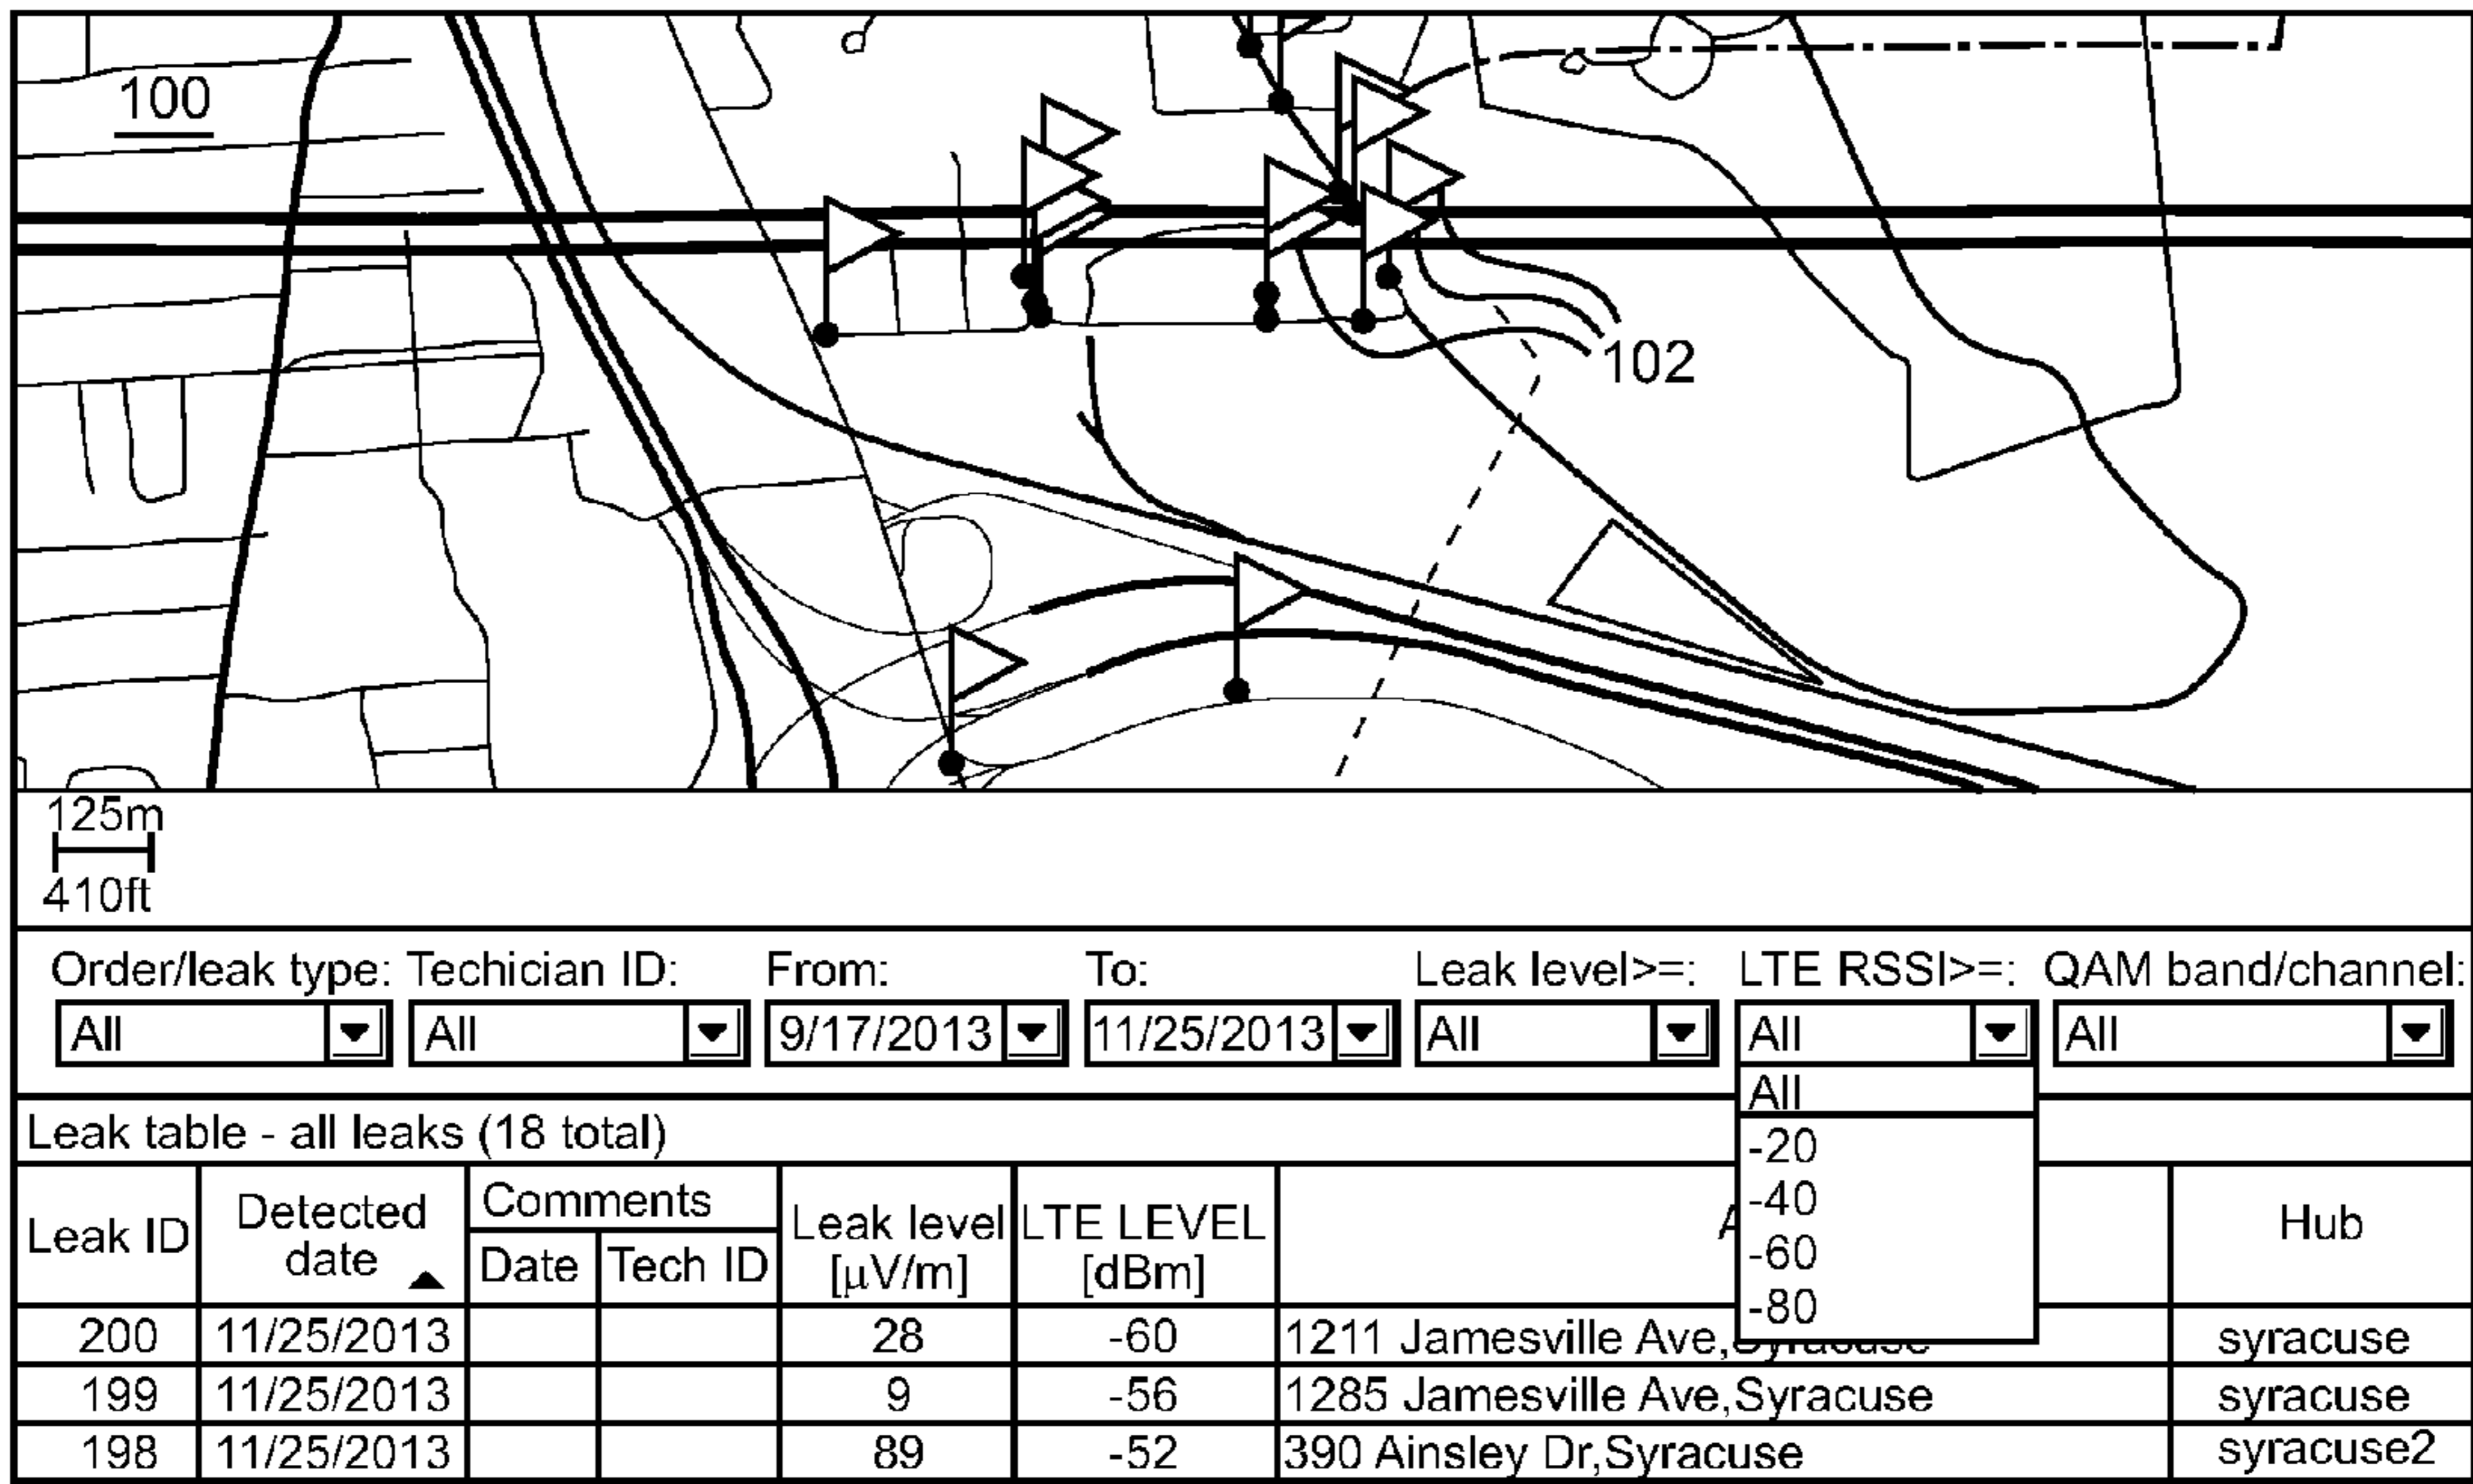 100
102
125m
410ft
Order/leak type: Techician ID: From: To: Leak level>=: LTE RSSI>=: QAM band/channel:
All All 9/17/2013 11/25/2013 All All All
All
-20
-40
-60
-80
Leak table - all leaks (18 total)
Leak ID Detected date Comments Leak level [μV/m] LTE LEVEL [dBm] Hub
Date Tech ID
200 11/25/2013 28 -60 1211 Jamesville Ave, syracuse
199 11/25/2013 9 -56 1285 Jamesville Ave,Syracuse syracuse
198 11/25/2013 89 -52 390 Ainsley Dr,Syracuse syracuse2